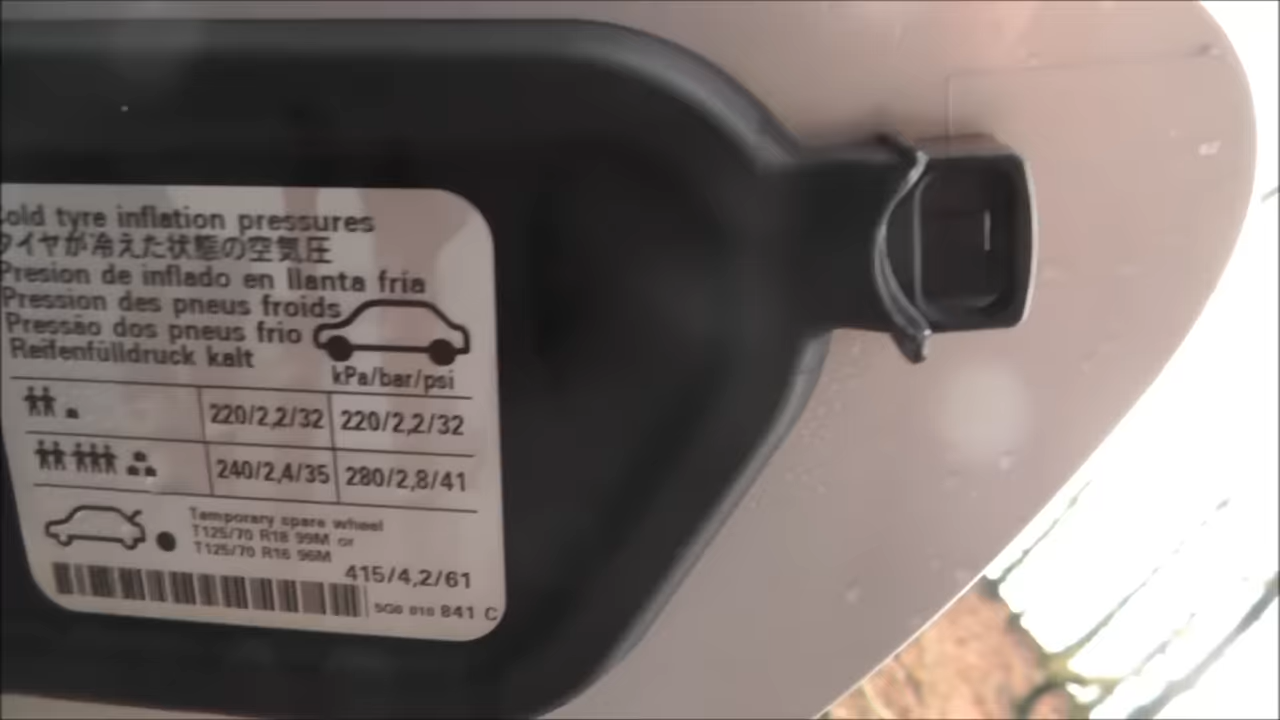 Cold tyre inflation pressures
タイヤが冷えた状態の空気圧
Presion de inflado en llanta fria
Pression des pneus froids
Pressão dos pneus frio
Reifenfülldruck kalt
kPa/bar/psi
220/2,2/32 220/2,2/32
240/2,4/35 280/2,8/41
Temporary spare wheel
T125/70 R18 99M or
T125/70 R16 96M
415/4,2/61
5G0 010 841 C